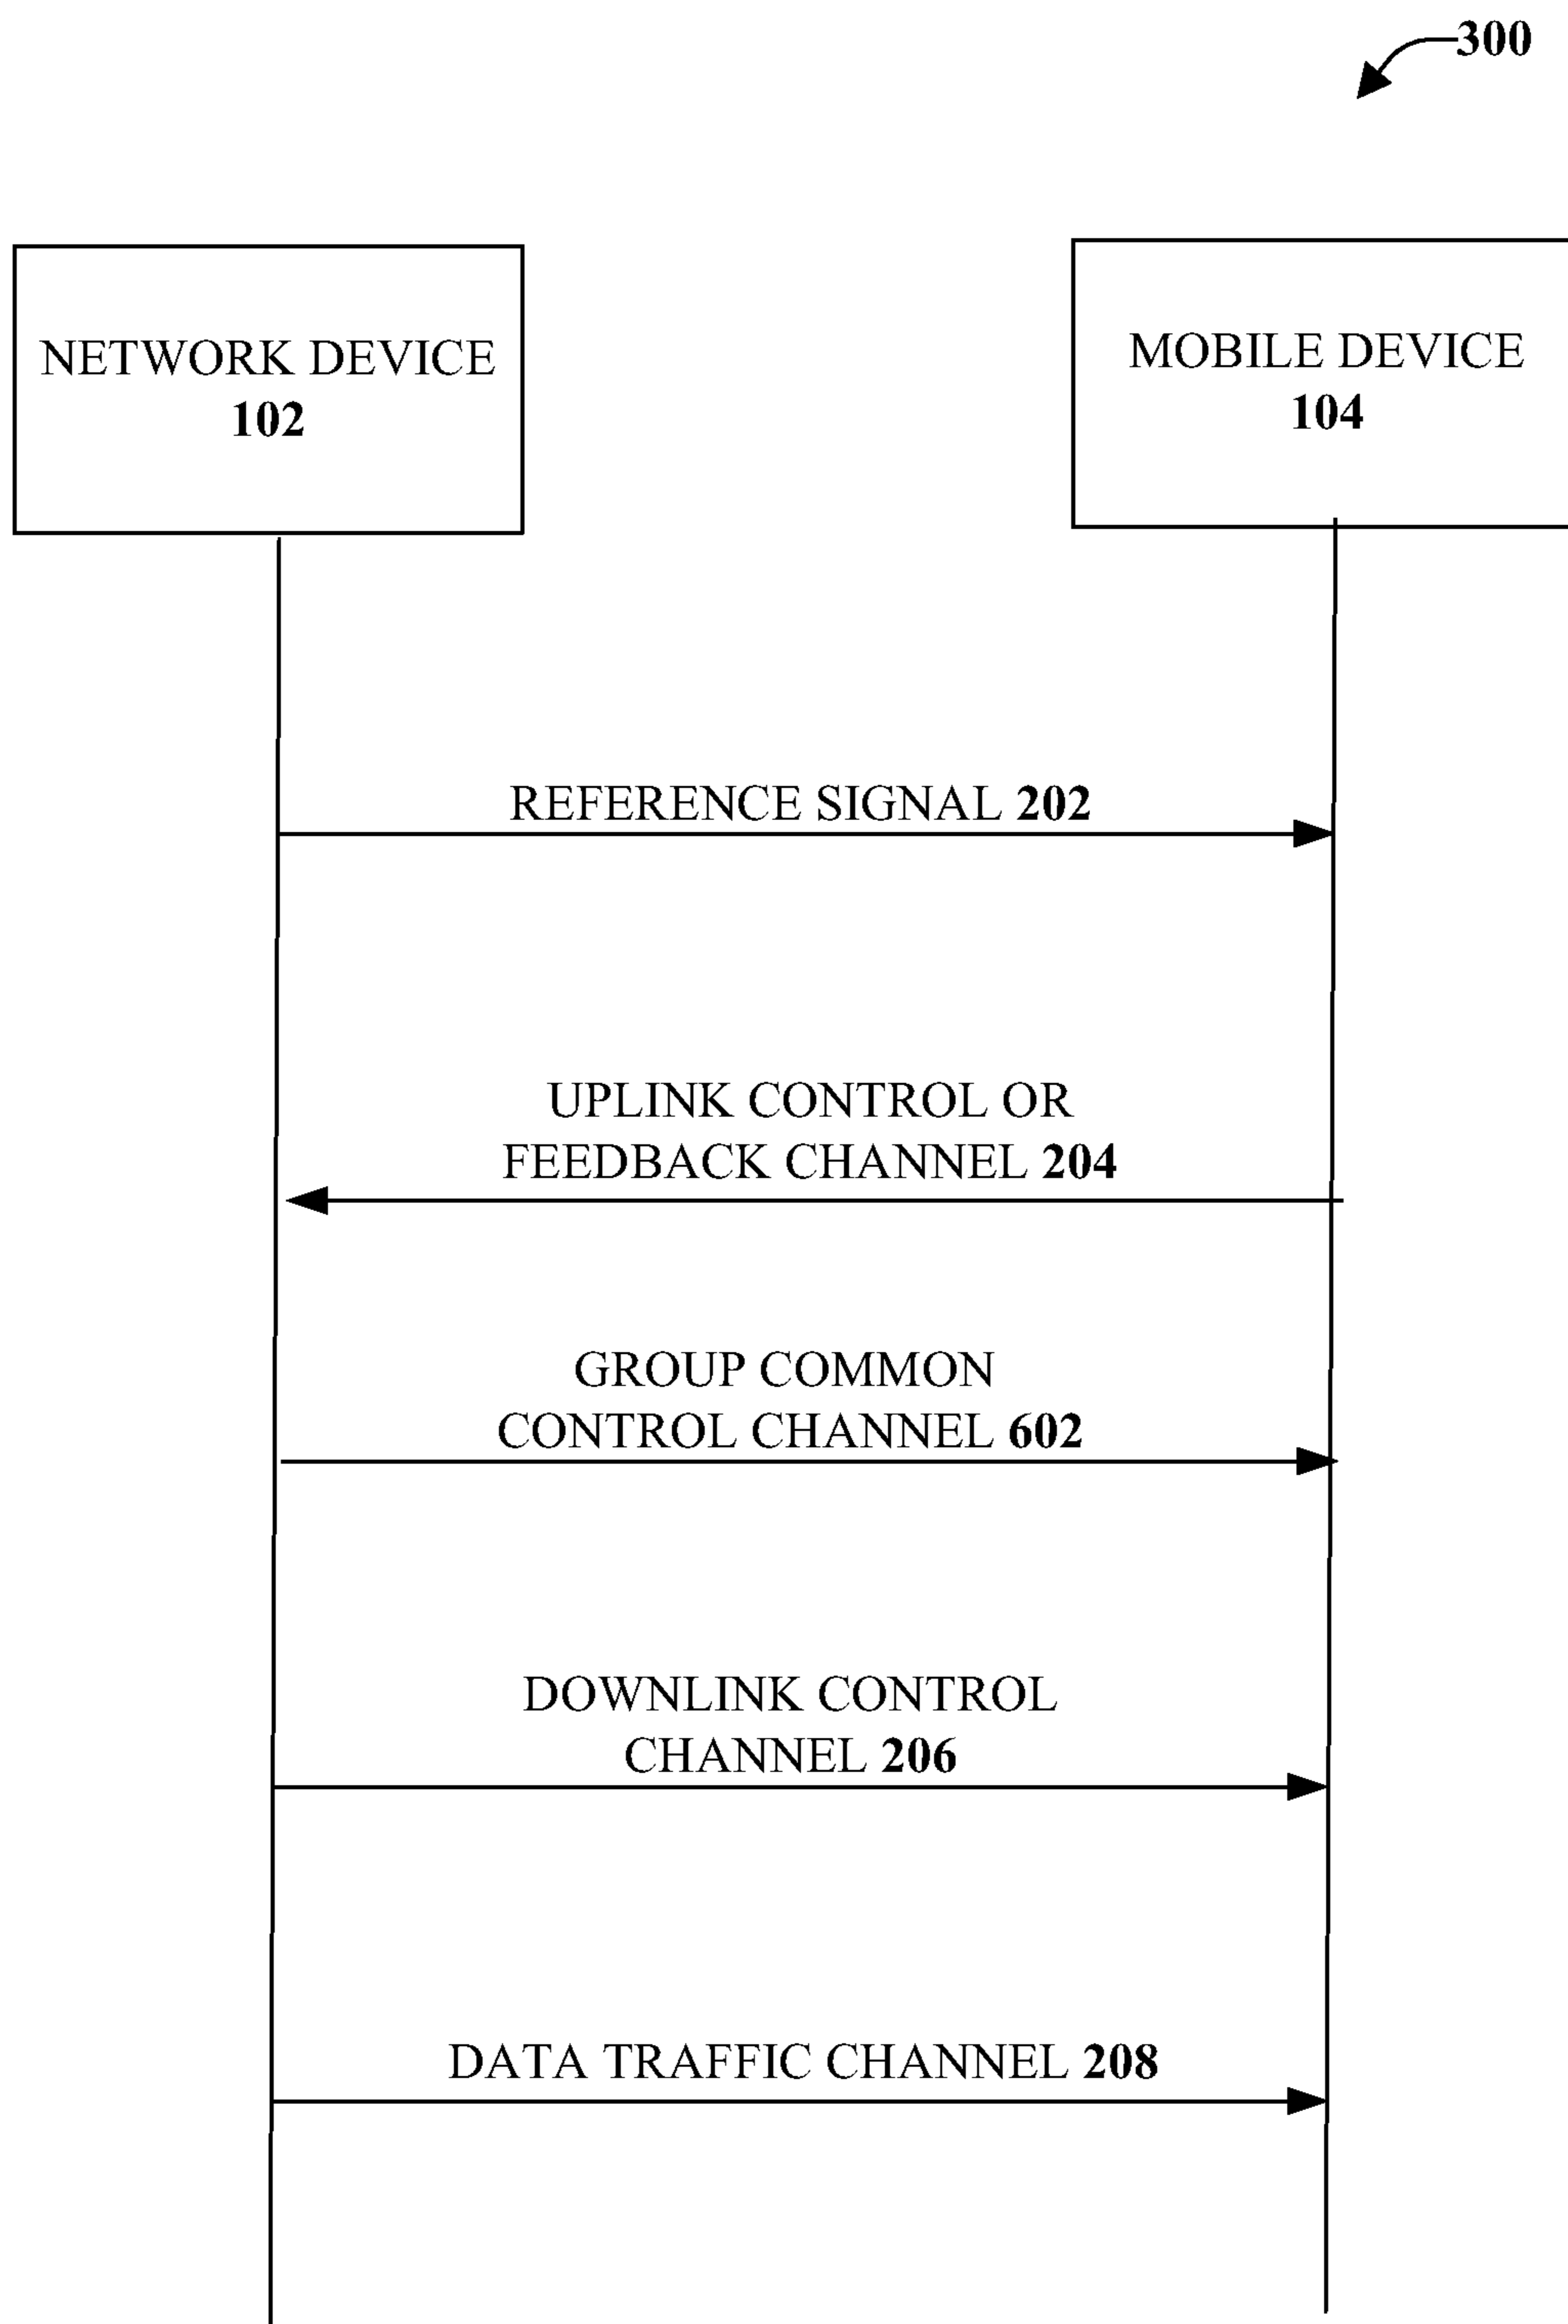 300
NETWORK DEVICE
102
MOBILE DEVICE
104
REFERENCE SIGNAL 202
UPLINK CONTROL OR
FEEDBACK CHANNEL 204
GROUP COMMON
CONTROL CHANNEL 602
DOWNLINK CONTROL
CHANNEL 206
DATA TRAFFIC CHANNEL 208